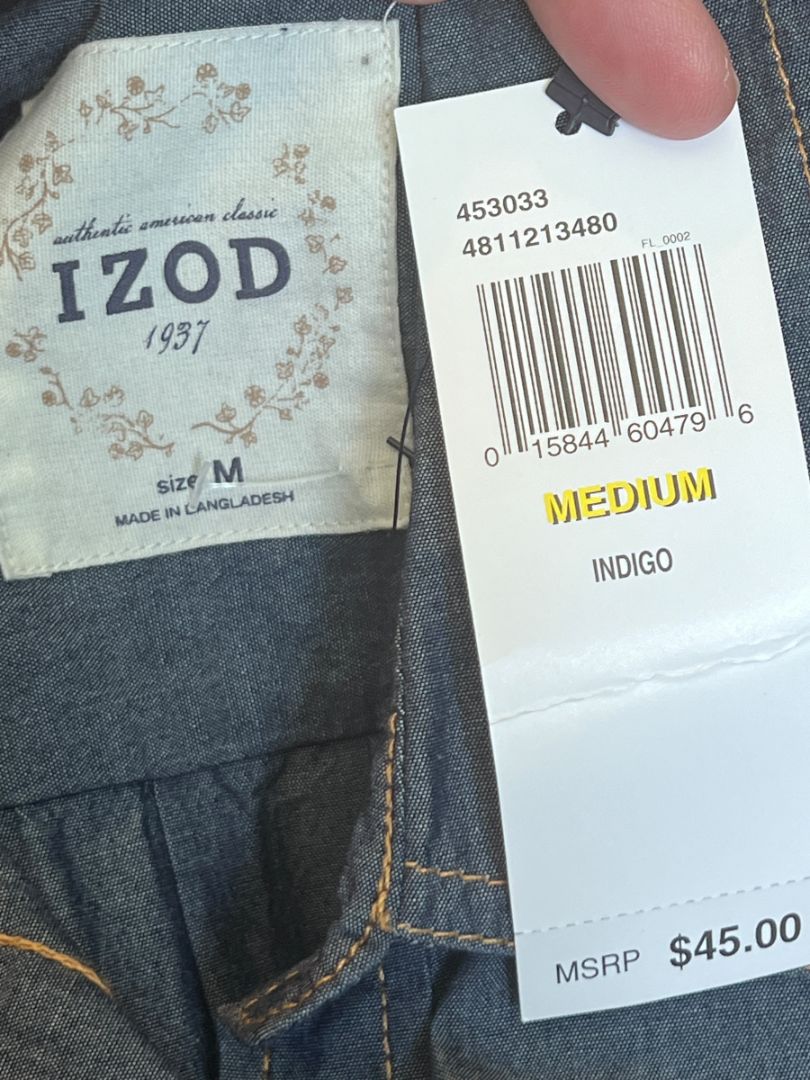 authentic american classic
IZOD
1937
size M
MADE IN BANGLADESH
453033
4811213480
FL_0002
0 15844 60479 6
MEDIUM
INDIGO
MSRP $45.00